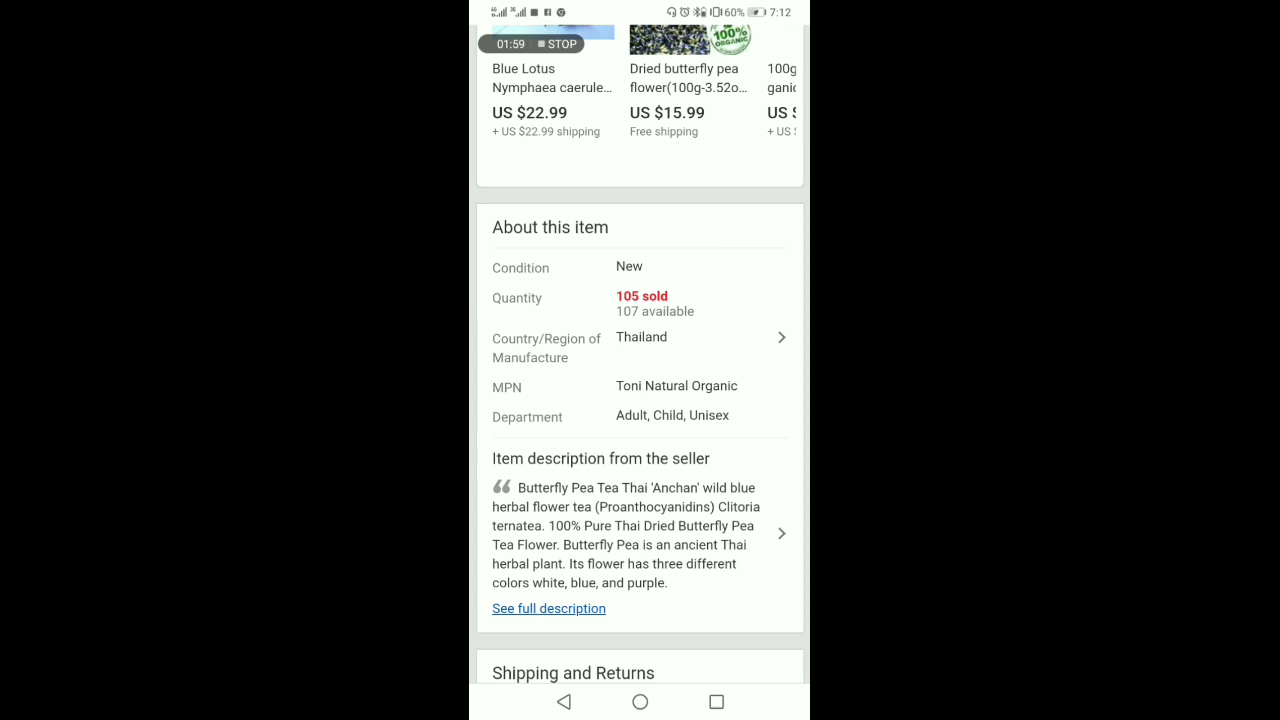 4G 3G 60% 7:12
01:59 STOP
100% ORGANIC
Blue Lotus
Nymphaea caerule...
US $22.99
+ US $22.99 shipping
Dried butterfly pea
flower(100g-3.52o...
US $15.99
Free shipping
100g
ganic
US $
+ US $
About this item
Condition New
Quantity 105 sold
107 available
Country/Region of Manufacture Thailand
MPN Toni Natural Organic
Department Adult, Child, Unisex
Item description from the seller
Butterfly Pea Tea Thai 'Anchan' wild blue
herbal flower tea (Proanthocyanidins) Clitoria
ternatea. 100% Pure Thai Dried Butterfly Pea
Tea Flower. Butterfly Pea is an ancient Thai
herbal plant. Its flower has three different
colors white, blue, and purple.
See full description
Shipping and Returns